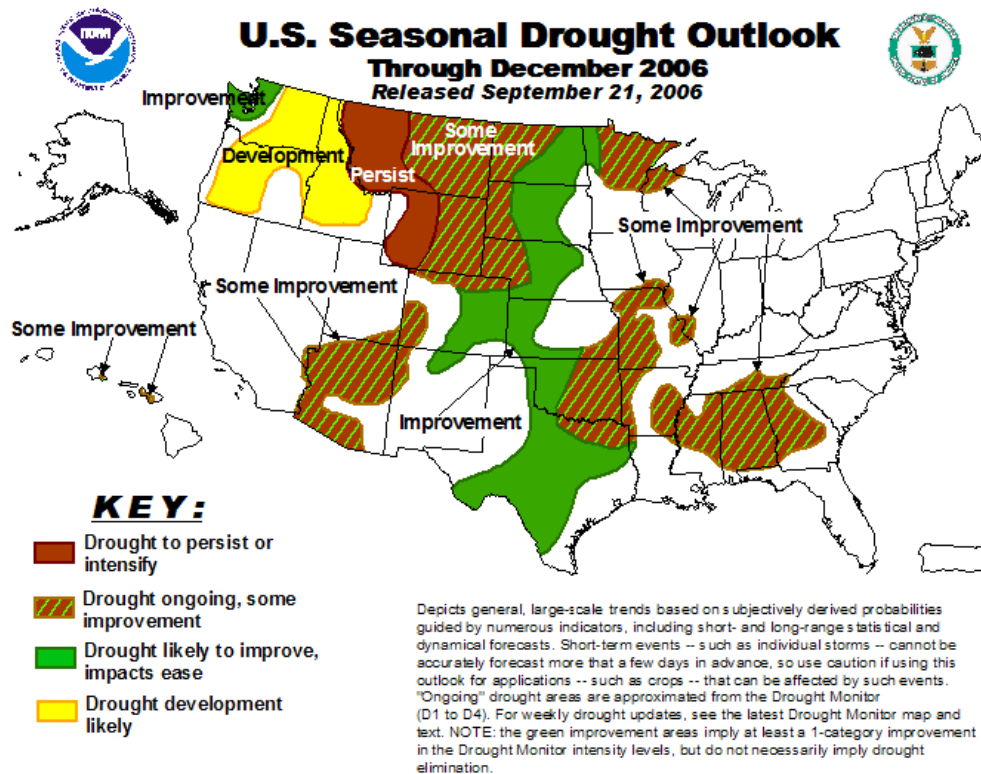 NOAA
U.S. Seasonal Drought Outlook
Through December 2006
Released September 21, 2006
Improvement
Development
Persist
Some
Improvement
Some Improvement
Some Improvement
Some Improvement
Improvement
KEY:
Drought to persist or
intensify
Drought ongoing, some
improvement
Drought likely to improve,
impacts ease
Drought development
likely
Depicts general, large-scale trends based on subjectively derived probabilities
guided by numerous indicators, including short- and long-range statistical and
dynamical forecasts. Short-term events -- such as individual storms -- cannot be
accurately forecast more that a few days in advance, so use caution if using this
outlook for applications -- such as crops -- that can be affected by such events.
"Ongoing" drought areas are approximated from the Drought Monitor
(D1 to D4). For weekly drought updates, see the latest Drought Monitor map and
text. NOTE: the green improvement areas imply at least a 1-category improvement
in the Drought Monitor intensity levels, but do not necessarily imply drought
elimination.